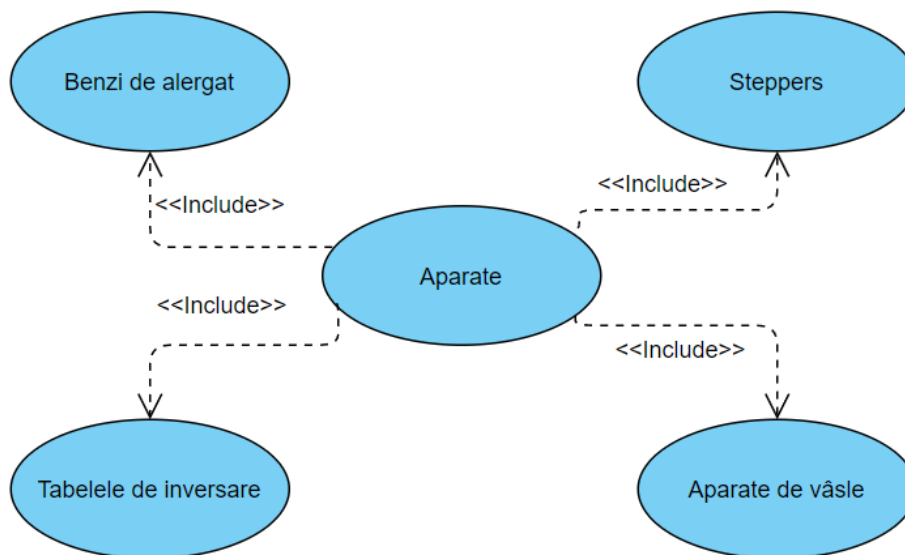 Benzi de alergat
Steppers
<<Include>>
<<Include>>
Aparate
<<Include>>
<<Include>>
Tabelele de inversare
Aparate de vâsle